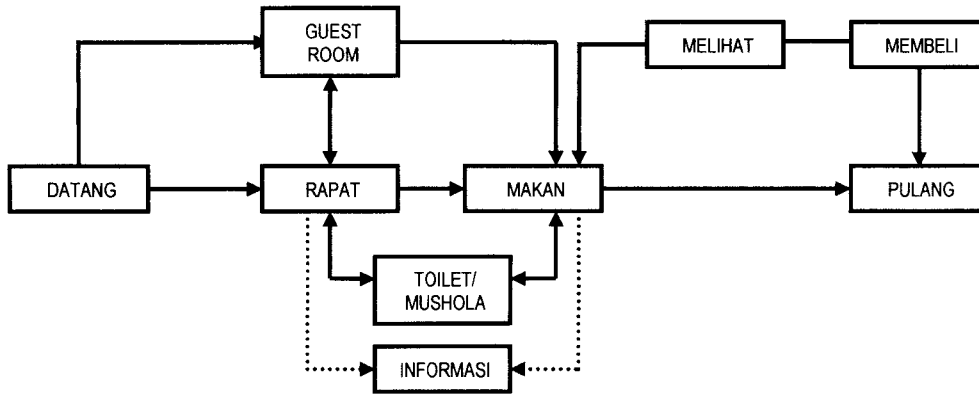 GUEST
ROOM
MELIHAT
MEMBELI
DATANG
RAPAT
MAKAN
PULANG
TOILET/
MUSHOLA
INFORMASI